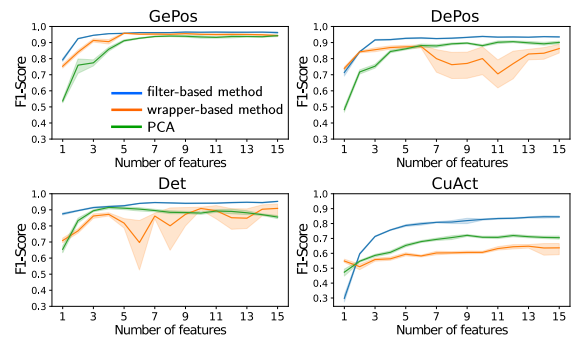 GePos
F1-Score
1.0
0.9
0.8
0.7
0.6
0.5
0.4
0.3
filter-based method
wrapper-based method
PCA
1 3 5 7 9 11 13 15
Number of features
DePos
F1-Score
1.0
0.9
0.8
0.7
0.6
0.5
0.4
0.3
1 3 5 7 9 11 13 15
Number of features
Det
F1-Score
1.0
0.9
0.8
0.7
0.6
0.5
0.4
0.3
1 3 5 7 9 11 13 15
Number of features
CuAct
F1-Score
1.0
0.9
0.8
0.7
0.6
0.5
0.4
0.3
1 3 5 7 9 11 13 15
Number of features